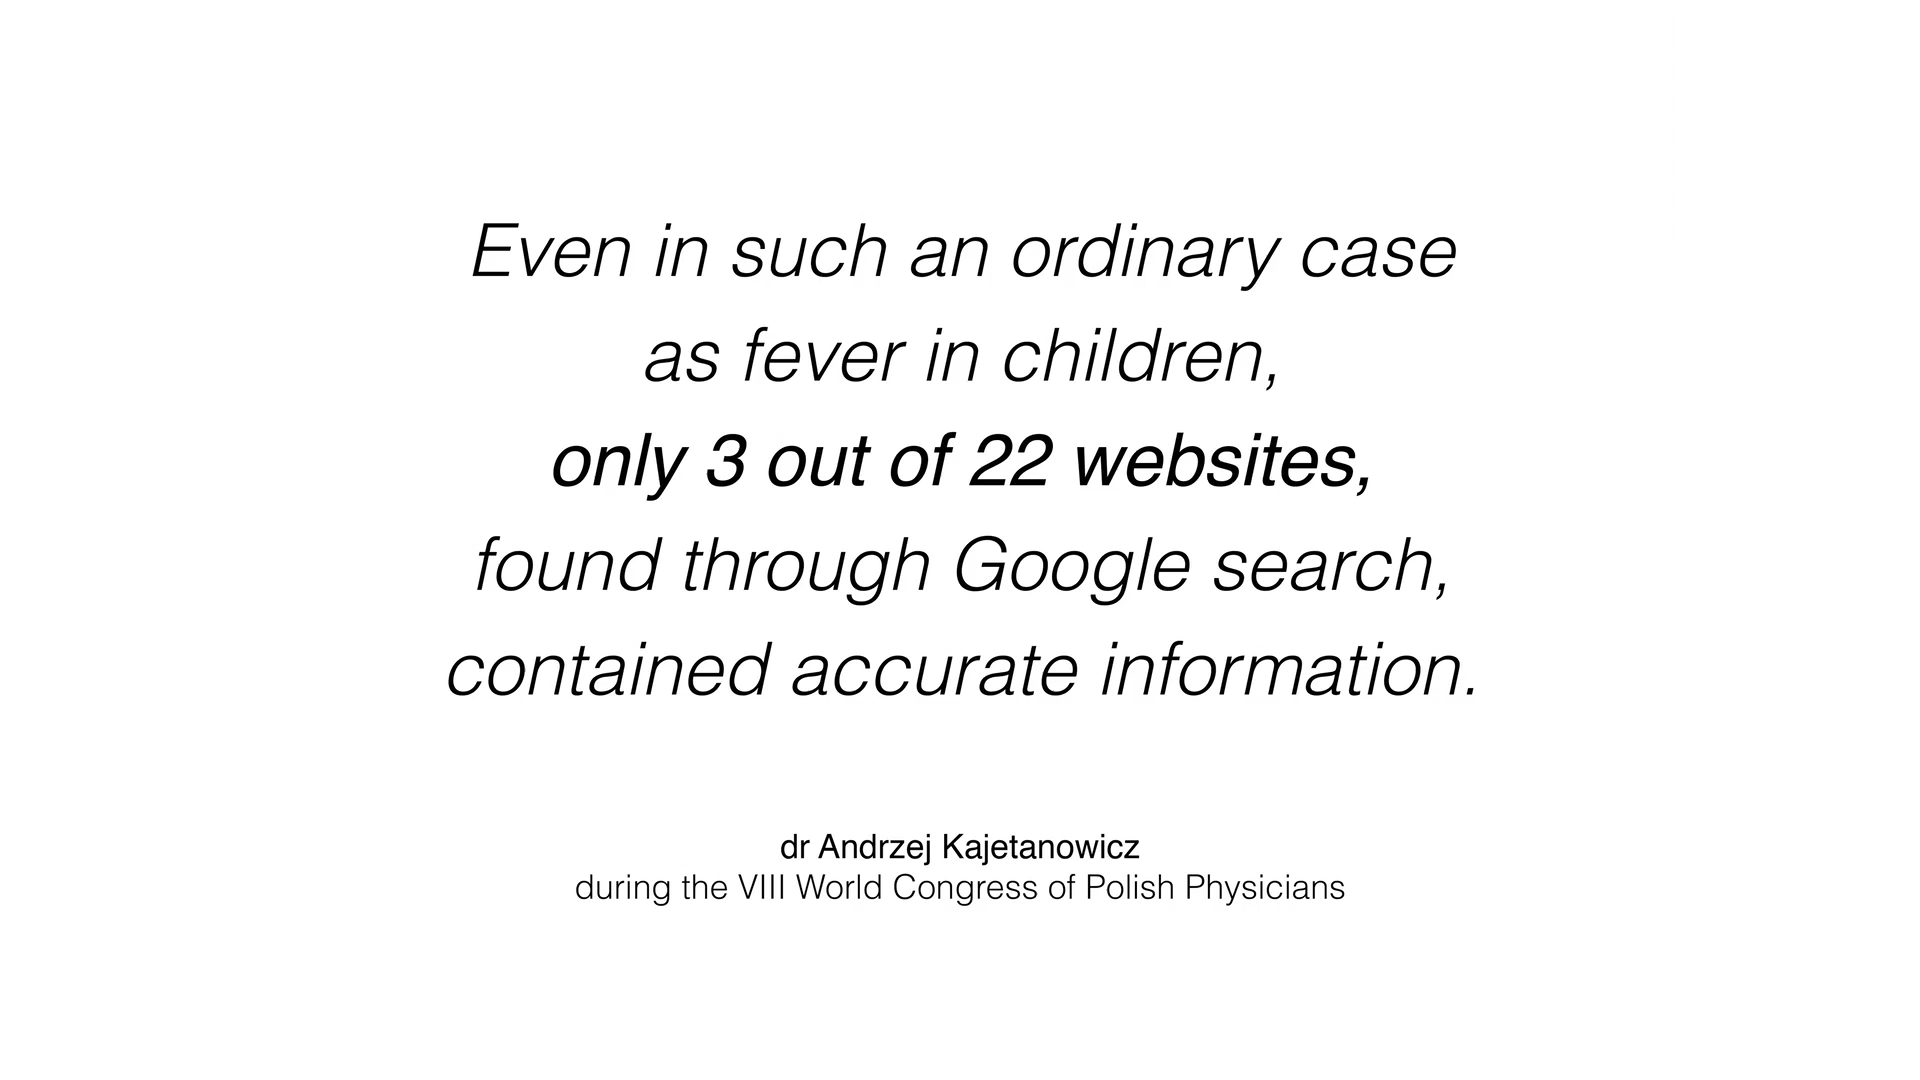 Even in such an ordinary case
as fever in children,
only 3 out of 22 websites,
found through Google search,
contained accurate information.
dr Andrzej Kajetanowicz
during the VIII World Congress of Polish Physicians